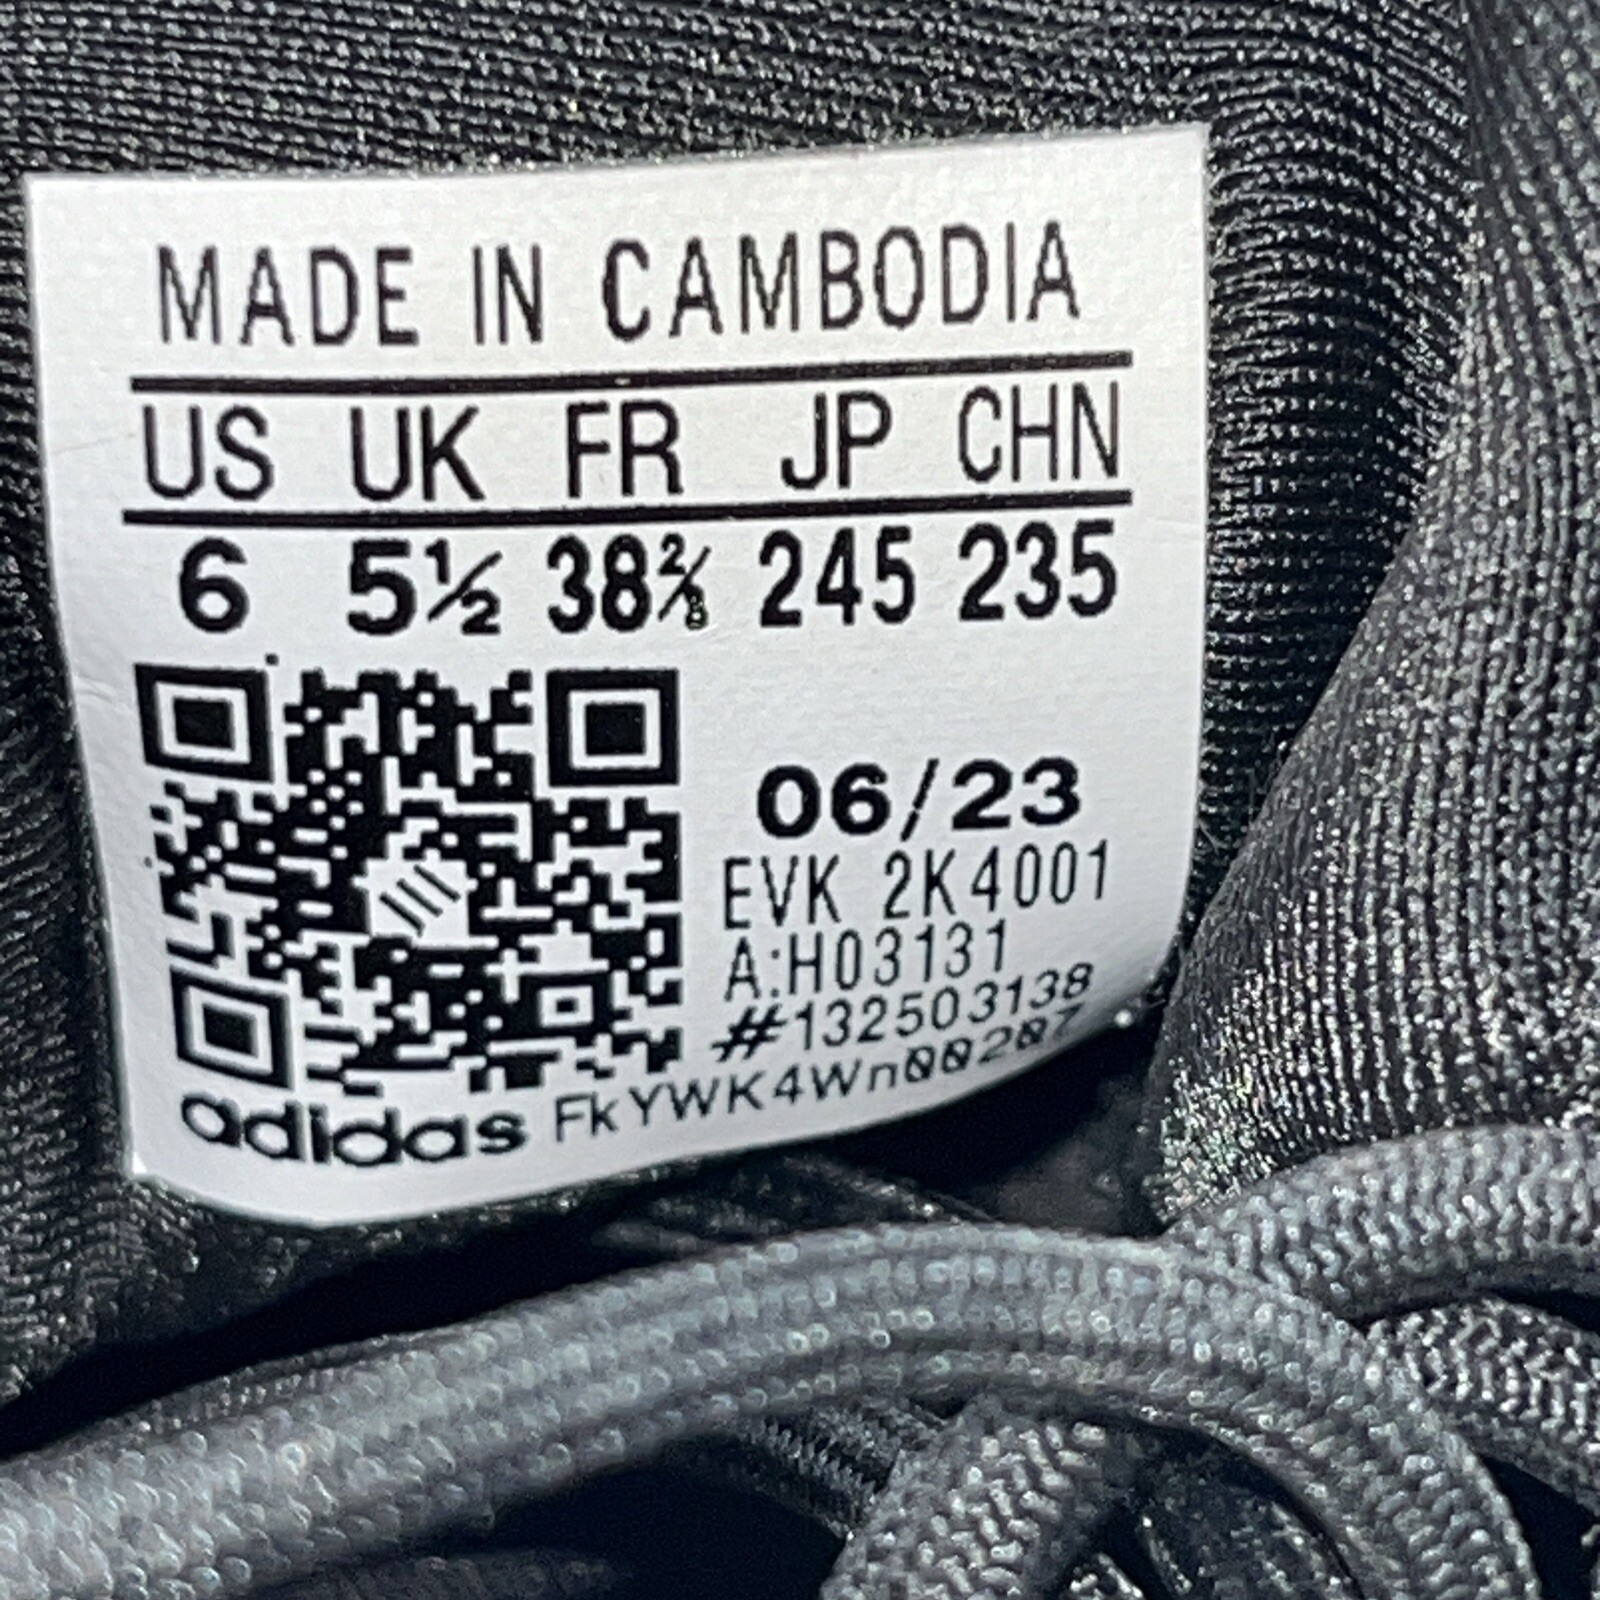 MADE IN CAMBODIA
US UK FR JP CHN
6 5½ 38⅔ 245 235
06/23
EVK 2K4001
A:H03131
#132503138
adidas FkYWK4Wn00207